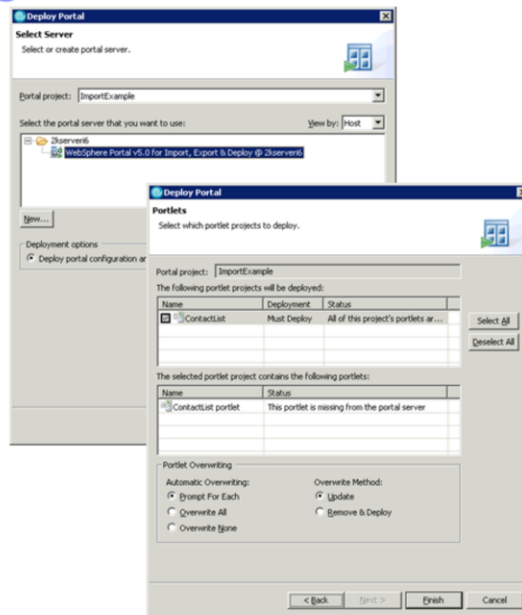 Deploy Portal
Select Server
Select or create portal server.
Portal project: ImportExample
Select the portal server that you want to use:
View by: Host
2kserveri6
WebSphere Portal v5.0 for Import, Export & Deploy @ 2kserveri6
New...
Deployment options
Deploy portal configuration ar
Deploy Portal
Portlets
Select which portlet projects to deploy.
Portal project: ImportExample
The following portlet projects will be deployed:
Name Deployment Status
ContactList Must Deploy All of this project's portlets ar...
Select All
Deselect All
The selected portlet project contains the following portlets:
Name Status
ContactList portlet This portlet is missing from the portal server
Portlet Overwriting
Automatic Overwriting: Overwrite Method:
Prompt For Each Update
Overwrite All Remove & Deploy
Overwrite None
< Back Next > Finish Cancel